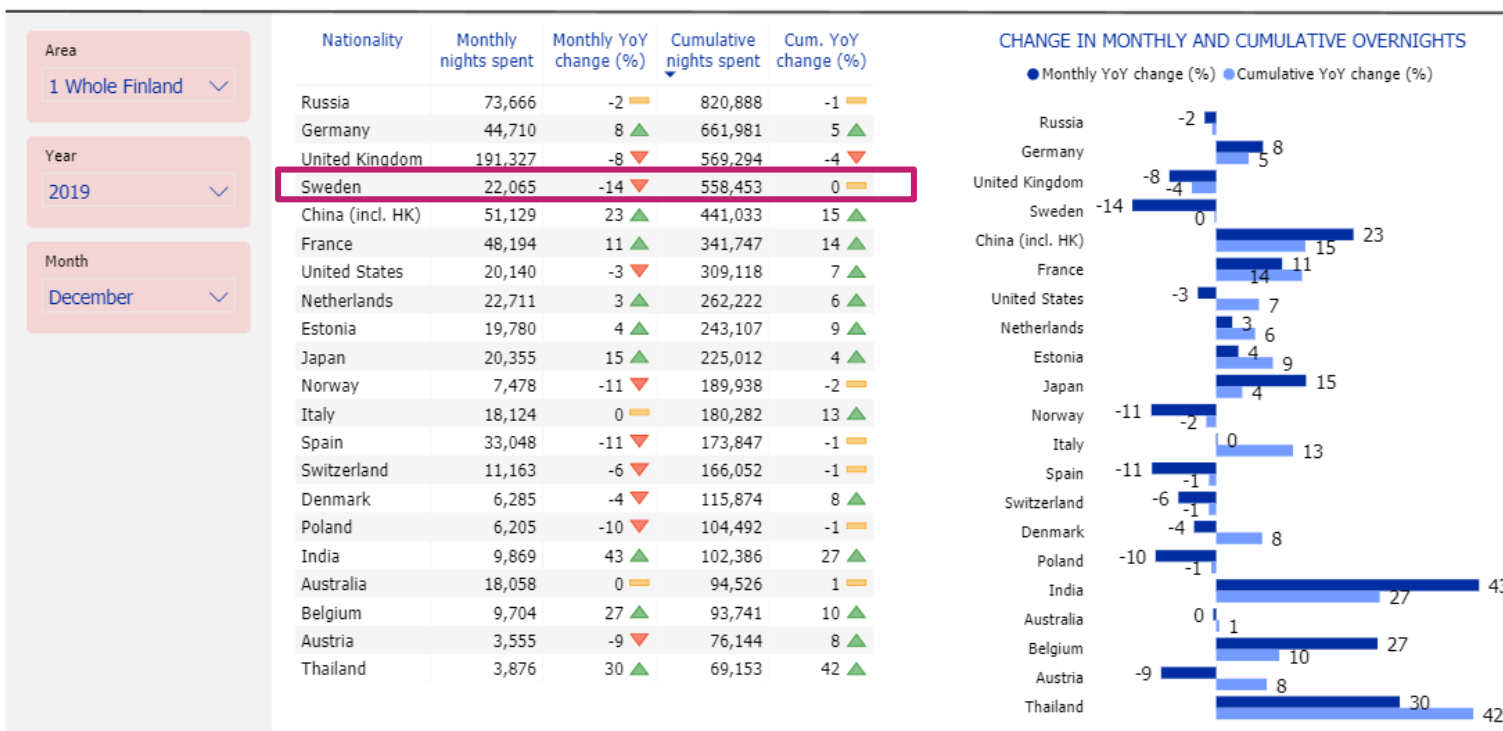 Area
1 Whole Finland
Year
2019
Month
December
Nationality Monthly nights spent Monthly YoY change (%) Cumulative nights spent Cum. YoY change (%)
Russia 73,666 -2 820,888 -1
Germany 44,710 8 661,981 5
United Kingdom 191,327 -8 569,294 -4
Sweden 22,065 -14 558,453 0
China (incl. HK) 51,129 23 441,033 15
France 48,194 11 341,747 14
United States 20,140 -3 309,118 7
Netherlands 22,711 3 262,222 6
Estonia 19,780 4 243,107 9
Japan 20,355 15 225,012 4
Norway 7,478 -11 189,938 -2
Italy 18,124 0 180,282 13
Spain 33,048 -11 173,847 -1
Switzerland 11,163 -6 166,052 -1
Denmark 6,285 -4 115,874 8
Poland 6,205 -10 104,492 -1
India 9,869 43 102,386 27
Australia 18,058 0 94,526 1
Belgium 9,704 27 93,741 10
Austria 3,555 -9 76,144 8
Thailand 3,876 30 69,153 42
CHANGE IN MONTHLY AND CUMULATIVE OVERNIGHTS
Monthly YoY change (%) Cumulative YoY change (%)
Russia -2
Germany 8 5
United Kingdom -8 -4
Sweden -14 0
China (incl. HK) 23 15
France 11 14
United States -3 7
Netherlands 3 6
Estonia 4 9
Japan 15 4
Norway -11 -2
Italy 0 13
Spain -11 -1
Switzerland -6 -1
Denmark -4 8
Poland -10 -1
India 43 27
Australia 0 1
Belgium 27 10
Austria -9 8
Thailand 30 42